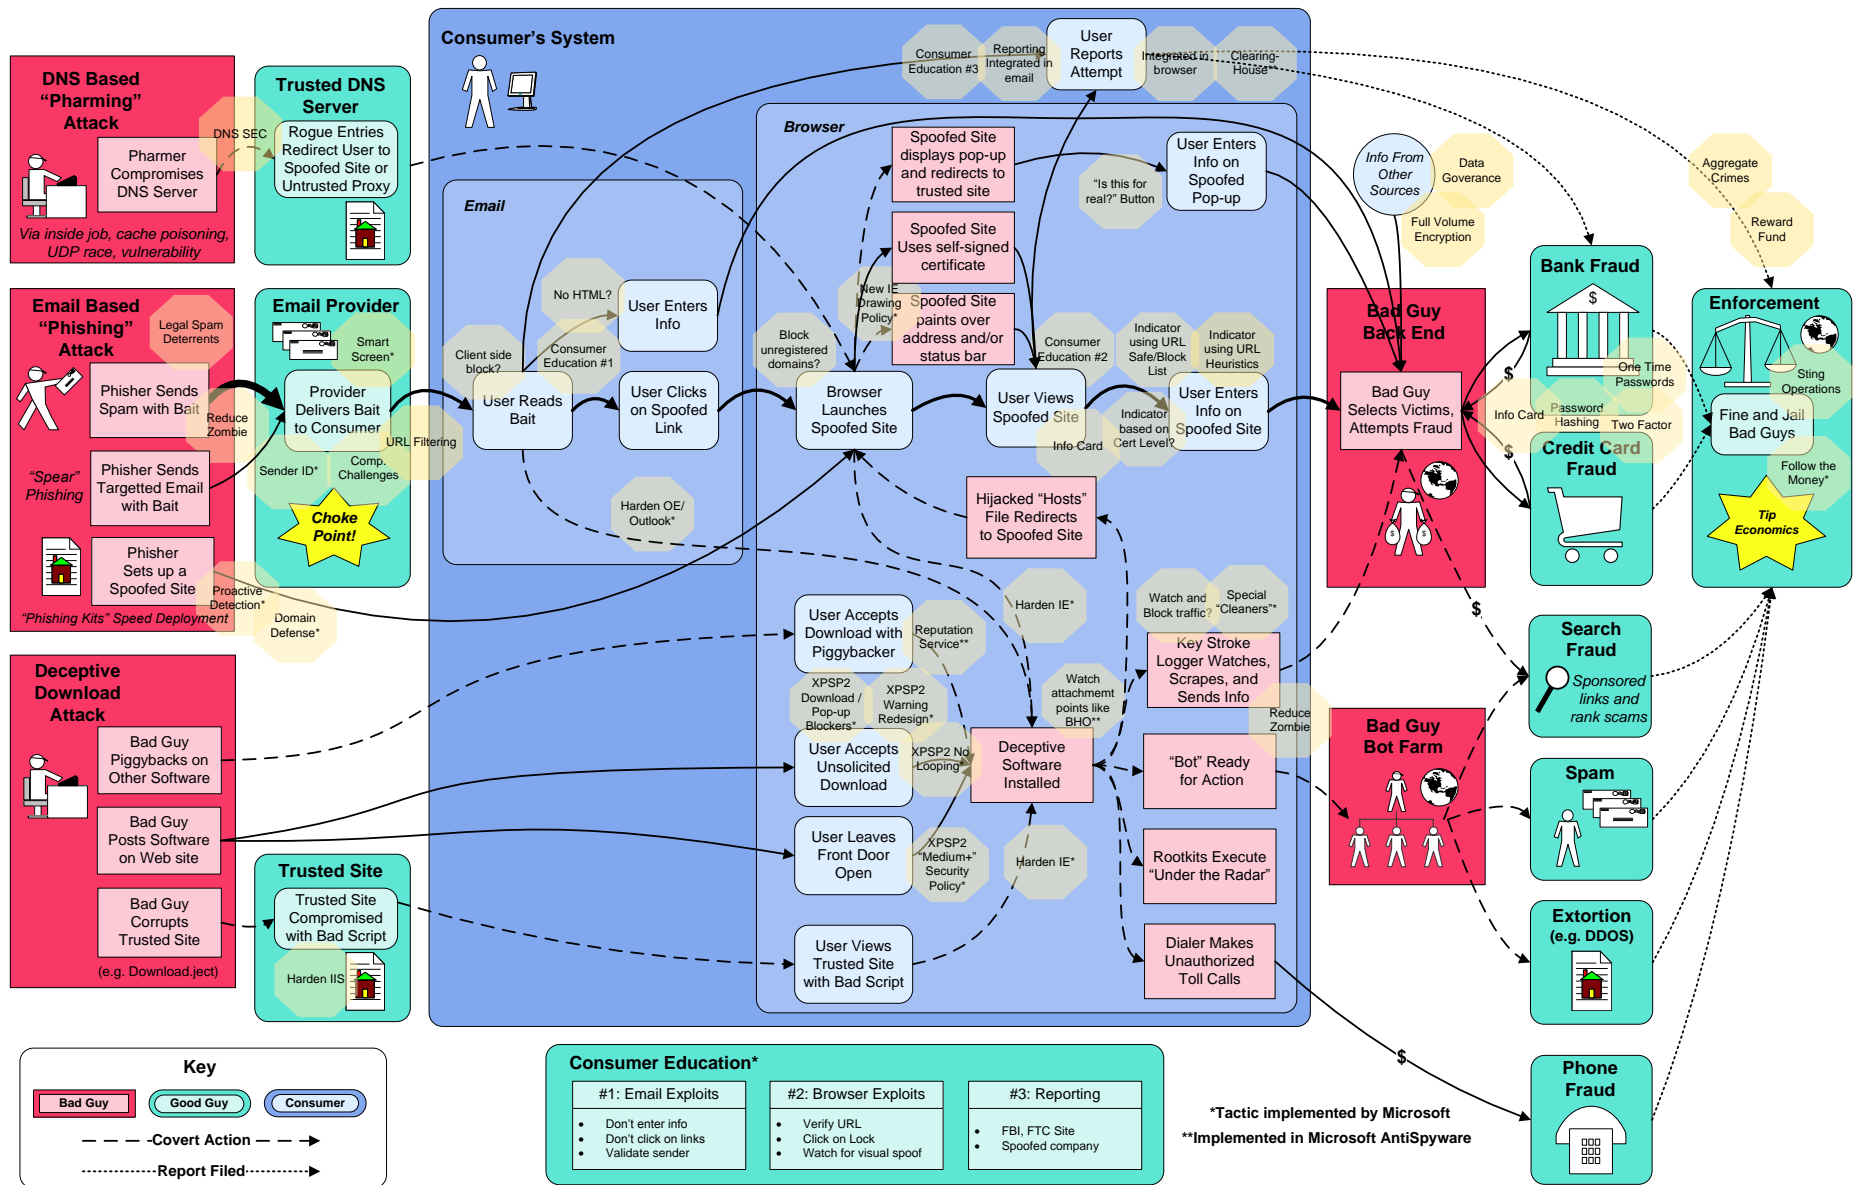 DNS Based
“Pharming”
Attack
Pharmer
Compromises
DNS Server
Via inside job, cache poisoning,
UDP race, vulnerability
DNS SEC
Trusted DNS
Server
Rogue Entries
Redirect User to
Spoofed Site or
Untrusted Proxy
Email Based
“Phishing”
Attack
Legal Spam
Deterrents
Phisher Sends
Spam with Bait
Reduce
Zombie
“Spear”
Phishing
Phisher Sends
Targetted Email
with Bait
Phisher
Sets up a
Spoofed Site
Proactive
Detection*
“Phishing Kits” Speed Deployment
Domain
Defense*
Email Provider
Smart
Screen*
Provider
Delivers Bait
to Consumer
URL Filtering
Sender ID*
Comp.
Challenges
Choke
Point!
Deceptive
Download
Attack
Bad Guy
Piggybacks on
Other Software
Bad Guy
Posts Software
on Web site
Bad Guy
Corrupts
Trusted Site
(e.g. Download.ject)
Trusted Site
Trusted Site
Compromised
with Bad Script
Harden IIS
Consumer’s System
Email
No HTML?
User Enters
Info
Client side
block?
Consumer
Education #1
User Reads
Bait
User Clicks
on Spoofed
Link
Harden OE/
Outlook*
Consumer
Education #3
Reporting
Integrated in
email
User
Reports
Attempt
Integrated in
browser
Clearing-
House**
Browser
Spoofed Site
displays pop-up
and redirects to
trusted site
“Is this for
real?” Button
User Enters
Info on
Spoofed
Pop-up
Spoofed Site
Uses self-signed
certificate
New IE
Drawing
Policy*
Spoofed Site
paints over
address and/or
status bar
Block
unregistered
domains?
Consumer
Education #2
Indicator
using URL
Safe/Block
List
Indicator
using URL
Heuristics
Browser
Launches
Spoofed Site
User Views
Spoofed Site
Info Card
Indicator
based on
Cert Level?
User Enters
Info on
Spoofed Site
Hijacked “Hosts”
File Redirects
to Spoofed Site
User Accepts
Download with
Piggybacker
Reputation
Service**
Harden IE*
Watch and
Block traffic?
Special
“Cleaners”*
Key Stroke
Logger Watches,
Scrapes, and
Sends Info
XPSP2
Download /
Pop-up
Blockers*
XPSP2
Warning
Redesign*
Watch
attachmemt
points like
BHO**
Reduce
Zombie
User Accepts
Unsolicited
Download
XPSP2 No
Looping*
Deceptive
Software
Installed
“Bot” Ready
for Action
User Leaves
Front Door
Open
XPSP2
“Medium+”
Security
Policy*
Harden IE*
Rootkits Execute
“Under the Radar”
User Views
Trusted Site
with Bad Script
Dialer Makes
Unauthorized
Toll Calls
Info From
Other
Sources
Data
Goverance
Full Volume
Encryption
Bad Guy
Back End
Bad Guy
Selects Victims,
Attempts Fraud
$
$
$ $
$
Bad Guy
Bot Farm
Aggregate
Crimes
Reward
Fund
Bank Fraud
$
One Time
Passwords
Info Card
Password
Hashing
Two Factor
Credit Card
Fraud
Enforcement
Sting
Operations
Fine and Jail
Bad Guys
Follow the
Money*
Tip
Economics
Search
Fraud
Sponsored
links and
rank scams
Spam
Extortion
(e.g. DDOS)
$
Phone
Fraud
Key
Bad Guy
Good Guy
Consumer
Covert Action
Report Filed
Consumer Education*
#1: Email Exploits
• Don’t enter info
• Don’t click on links
• Validate sender
#2: Browser Exploits
• Verify URL
• Click on Lock
• Watch for visual spoof
#3: Reporting
• FBI, FTC Site
• Spoofed company
*Tactic implemented by Microsoft
**Implemented in Microsoft AntiSpyware